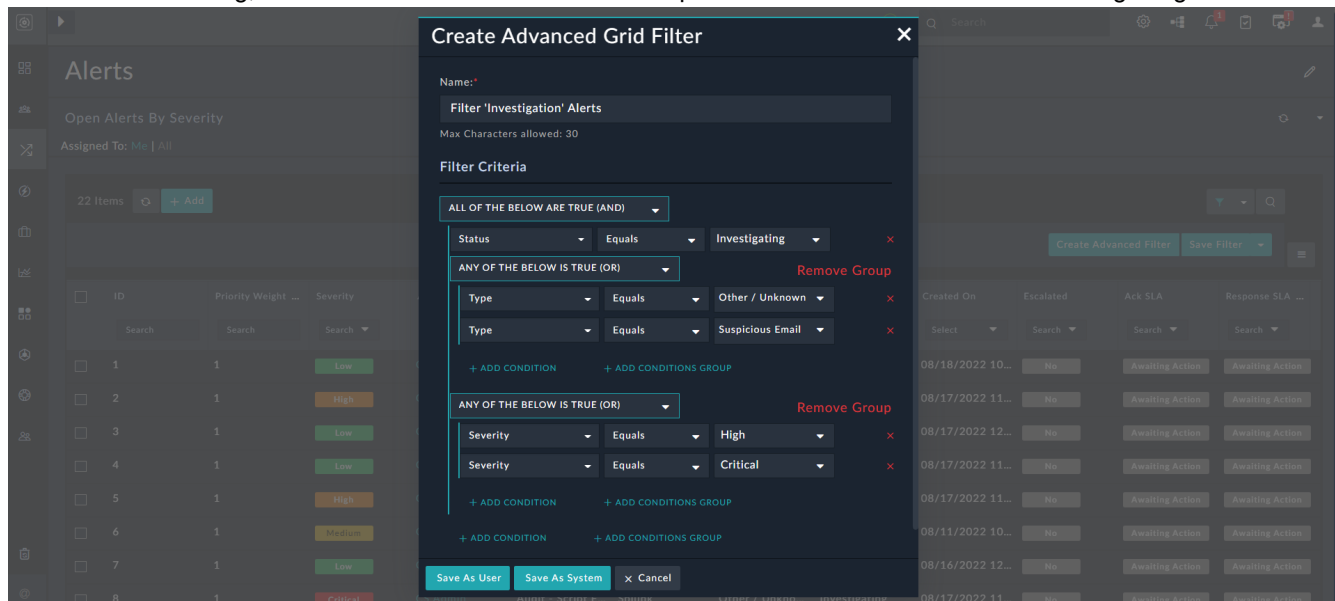 Create Advanced Grid Filter
Search
Alerts
Name:*
Filter 'Investigation' Alerts
Max Characters allowed: 30
Open Alerts By Severity
Assigned To: Me | All
Filter Criteria
22 Items + Add
ALL OF THE BELOW ARE TRUE (AND)
Status Equals Investigating ×
Create Advanced Filter Save Filter
ANY OF THE BELOW IS TRUE (OR) Remove Group
Type Equals Other / Unknown ×
Type Equals Suspicious Email ×
+ ADD CONDITION + ADD CONDITIONS GROUP
ANY OF THE BELOW IS TRUE (OR) Remove Group
Severity Equals High ×
Severity Equals Critical ×
+ ADD CONDITION + ADD CONDITIONS GROUP
+ ADD CONDITION + ADD CONDITIONS GROUP
Save As User Save As System × Cancel
ID Priority Weight ... Severity Created On Escalated Ack SLA Response SLA ...
Search Search Search Select Search Search Search
1 1 Low 08/18/2022 10... No Awaiting Action Awaiting Action
2 1 High 08/17/2022 11... No Awaiting Action Awaiting Action
3 1 Low 08/17/2022 12... No Awaiting Action Awaiting Action
4 1 Low 08/17/2022 11... No Awaiting Action Awaiting Action
5 1 High 08/17/2022 11... No Awaiting Action Awaiting Action
6 1 Medium 08/11/2022 10... No Awaiting Action Awaiting Action
7 1 Low 08/16/2022 12... No Awaiting Action Awaiting Action
8 1 Critical 08/17/2022 11... No Awaiting Action Awaiting Action